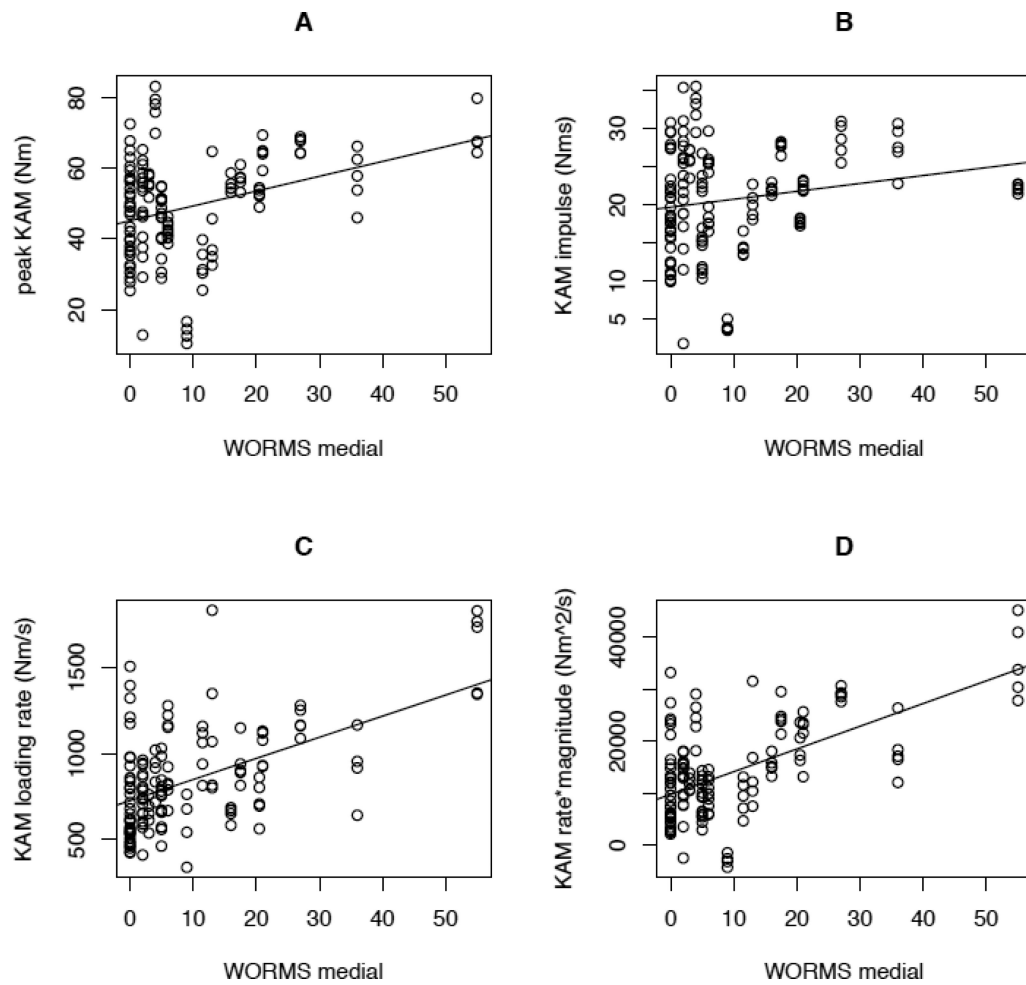 A
peak KAM (Nm)
80
60
40
20
0 10 20 30 40 50
WORMS medial
B
KAM impulse (Nms)
30
20
10
5
0 10 20 30 40 50
WORMS medial
C
KAM loading rate (Nm/s)
1500
1000
500
0 10 20 30 40 50
WORMS medial
D
KAM rate*magnitude (Nm^2/s)
40000
20000
0
0 10 20 30 40 50
WORMS medial